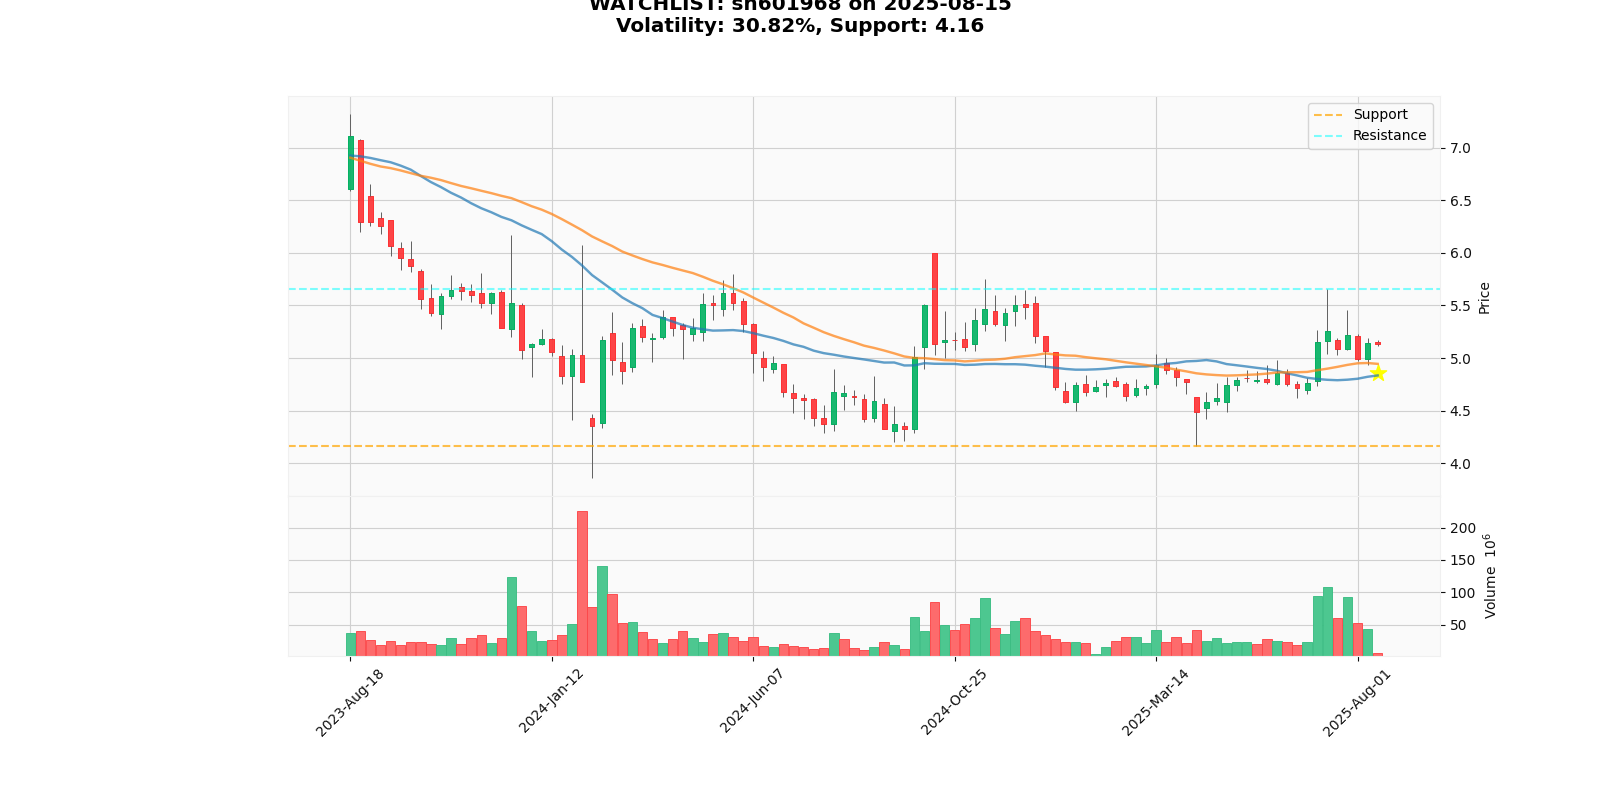 WATCHLIST: sh601968 on 2025-08-15
Volatility: 30.82%, Support: 4.16
Support
Resistance
7.0
6.5
6.0
5.5
5.0
4.5
4.0
Price
200
150
100
50
Volume 10^6
2023-Aug-18
2024-Jan-12
2024-Jun-07
2024-Oct-25
2025-Mar-14
2025-Aug-01